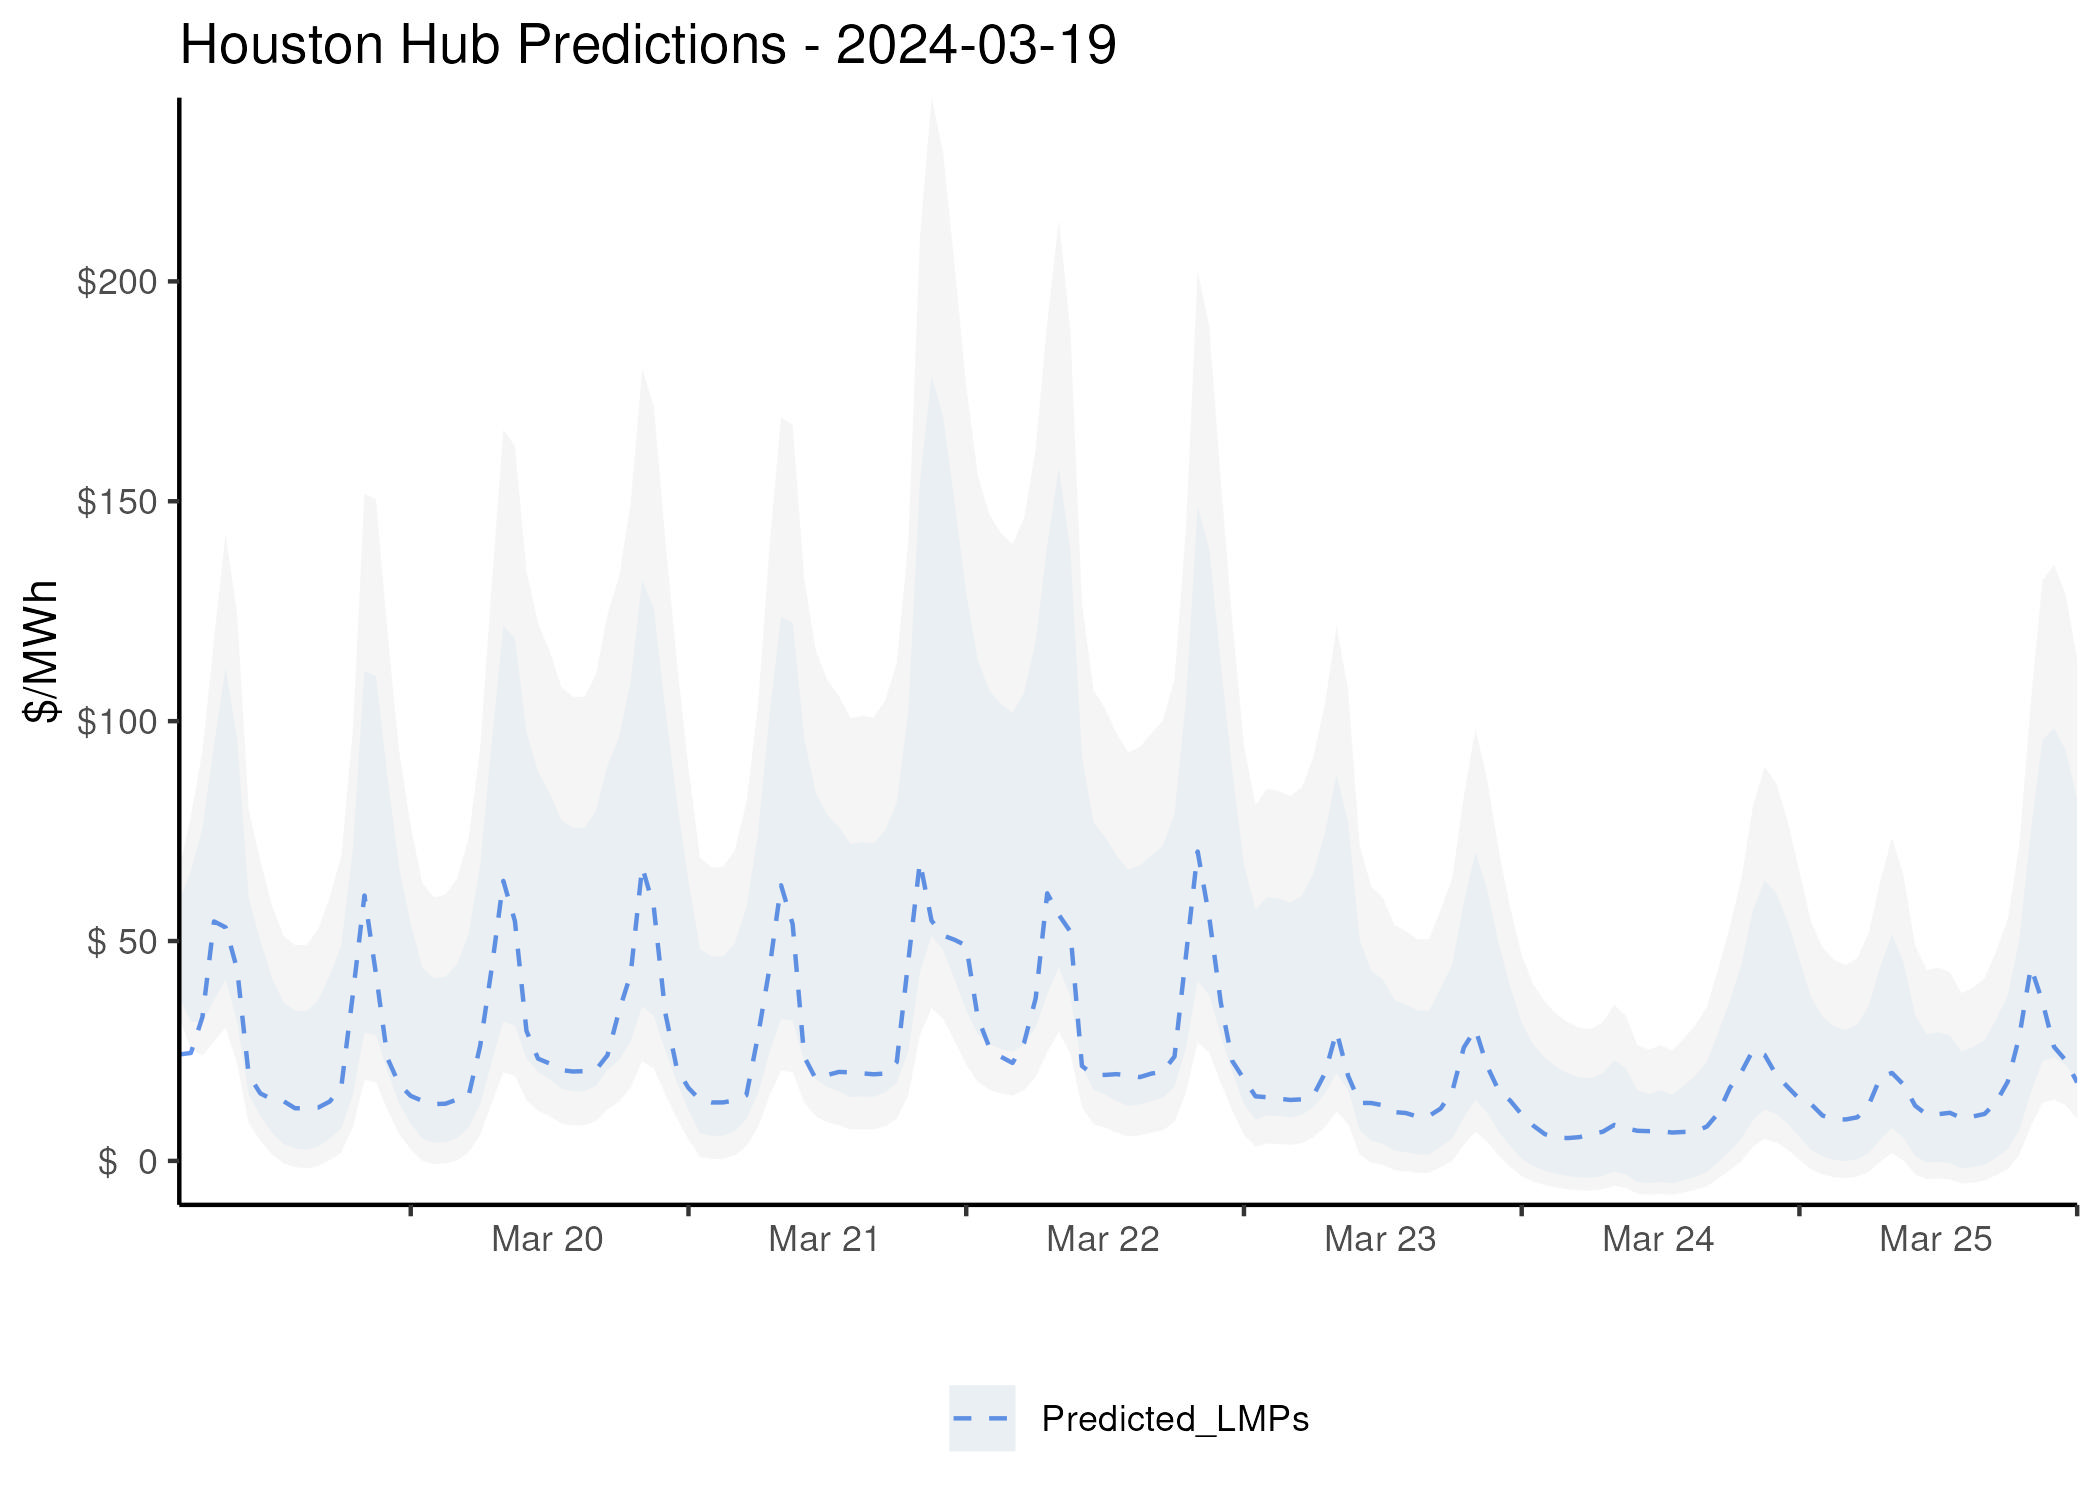 Houston Hub Predictions - 2024-03-19
$/MWh
$200
$150
$100
$ 50
$  0
Mar 20
Mar 21
Mar 22
Mar 23
Mar 24
Mar 25
Predicted_LMPs